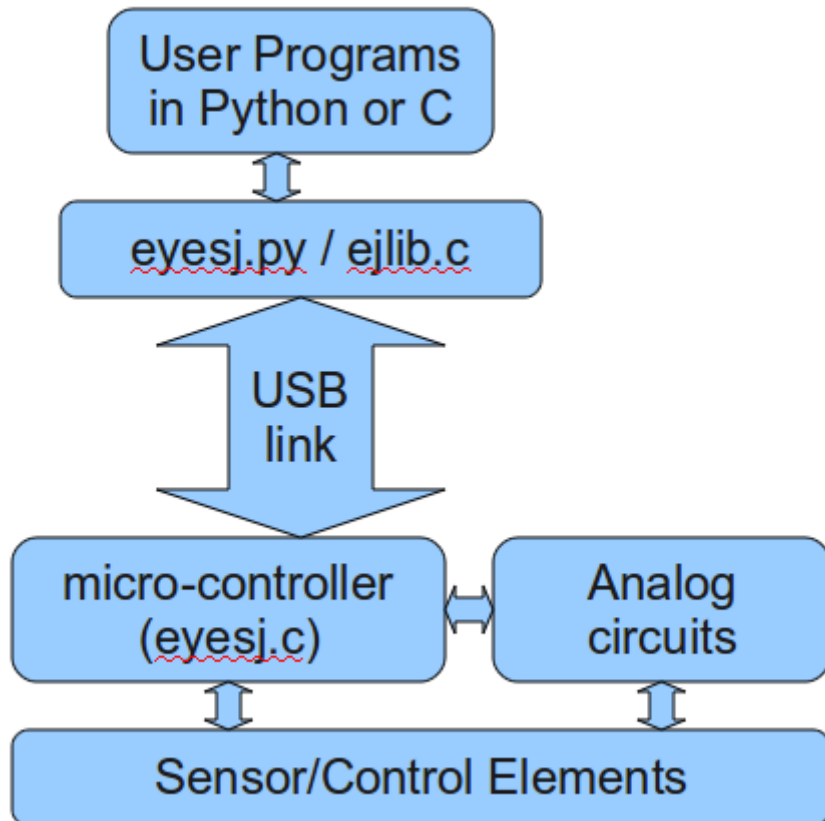 User Programs
in Python or C
eyesj.py / ejlib.c
USB
link
micro-controller
(eyesj.c)
Analog
circuits
Sensor/Control Elements